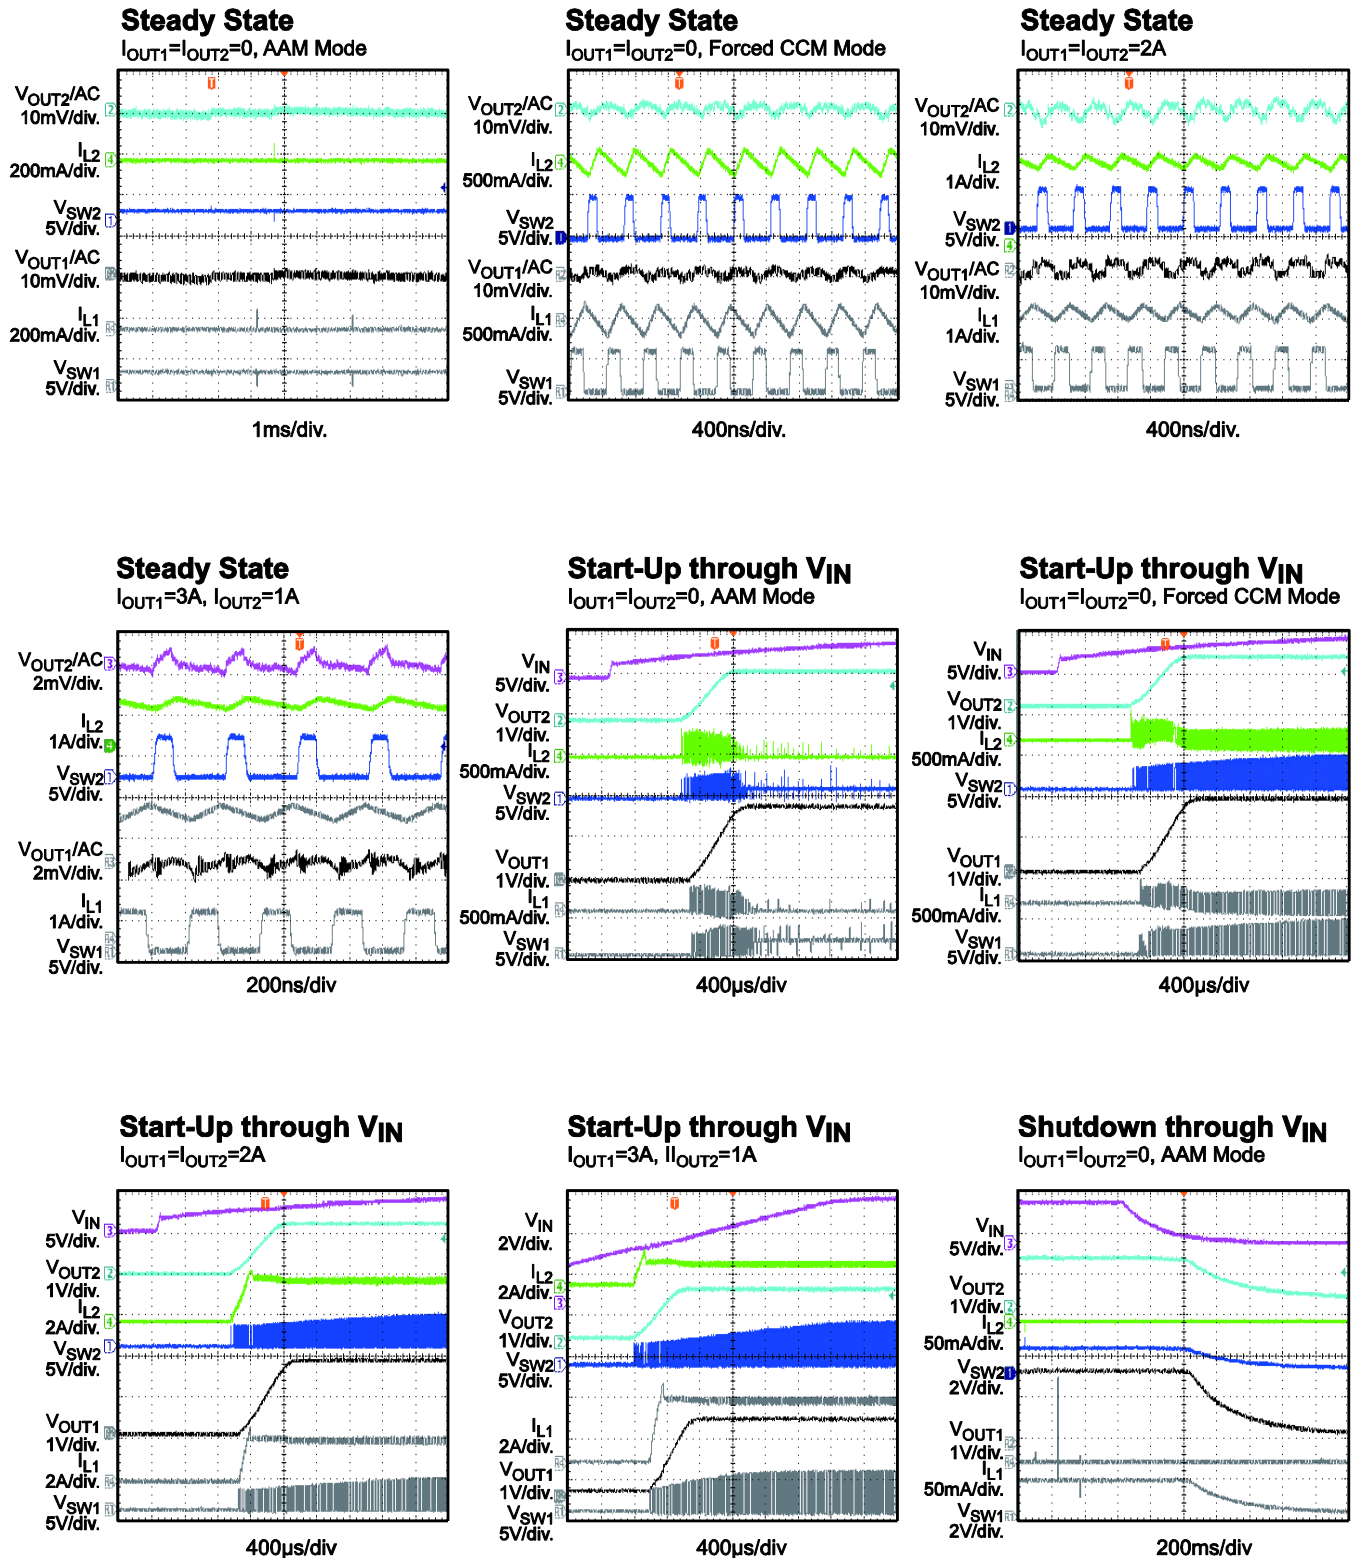 Steady State
IOUT1=IOUT2=0, AAM Mode
VOUT2/AC
10mV/div.
IL2
200mA/div.
VSW2
5V/div.
VOUT1/AC
10mV/div.
IL1
200mA/div.
VSW1
5V/div.
1ms/div.
Steady State
IOUT1=IOUT2=0, Forced CCM Mode
VOUT2/AC
10mV/div.
IL2
500mA/div.
VSW2
5V/div.
VOUT1/AC
10mV/div.
IL1
500mA/div.
VSW1
5V/div.
400ns/div.
Steady State
IOUT1=IOUT2=2A
VOUT2/AC
10mV/div.
IL2
1A/div.
VSW2
5V/div.
VOUT1/AC
10mV/div.
IL1
1A/div.
VSW1
5V/div.
400ns/div.
Steady State
IOUT1=3A, IOUT2=1A
VOUT2/AC
2mV/div.
IL2
1A/div.
VSW2
5V/div.
VOUT1/AC
2mV/div.
IL1
1A/div.
VSW1
5V/div.
200ns/div
Start-Up through VIN
IOUT1=IOUT2=0, AAM Mode
VIN
5V/div.
VOUT2
1V/div.
IL2
500mA/div.
VSW2
5V/div.
VOUT1
1V/div.
IL1
500mA/div.
VSW1
5V/div.
400µs/div
Start-Up through VIN
IOUT1=IOUT2=0, Forced CCM Mode
VIN
5V/div.
VOUT2
1V/div.
IL2
500mA/div.
VSW2
5V/div.
VOUT1
1V/div.
IL1
500mA/div.
VSW1
5V/div.
400µs/div
Start-Up through VIN
IOUT1=IOUT2=2A
VIN
5V/div.
VOUT2
1V/div.
IL2
2A/div.
VSW2
5V/div.
VOUT1
1V/div.
IL1
2A/div.
VSW1
5V/div.
400µs/div
Start-Up through VIN
IOUT1=3A, IIOUT2=1A
VIN
2V/div.
IL2
2A/div.
VOUT2
1V/div.
VSW2
5V/div.
IL1
2A/div.
VOUT1
1V/div.
VSW1
5V/div.
400µs/div
Shutdown through VIN
IOUT1=IOUT2=0, AAM Mode
VIN
5V/div.
VOUT2
1V/div.
IL2
50mA/div.
VSW2
2V/div.
VOUT1
1V/div.
IL1
50mA/div.
VSW1
2V/div.
200ms/div